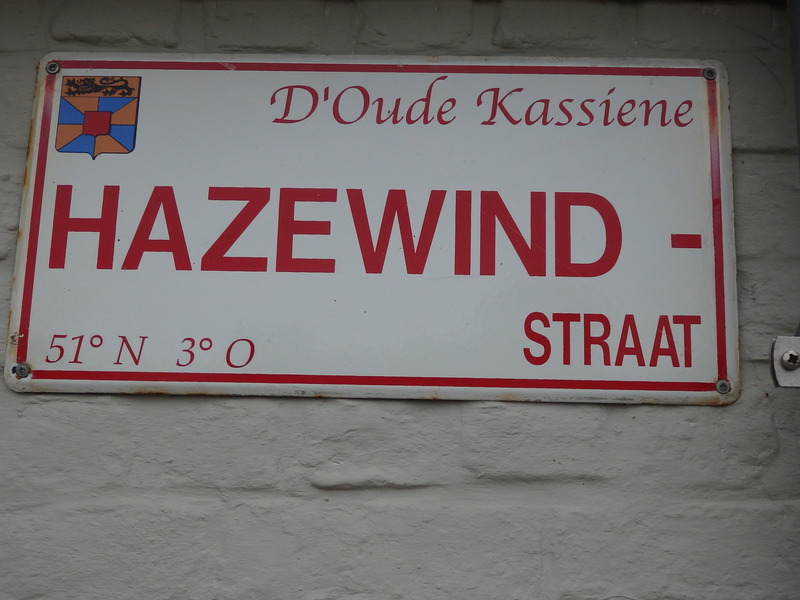 D'Oude Kassiene
HAZEWIND -
STRAAT
51° N 3° O